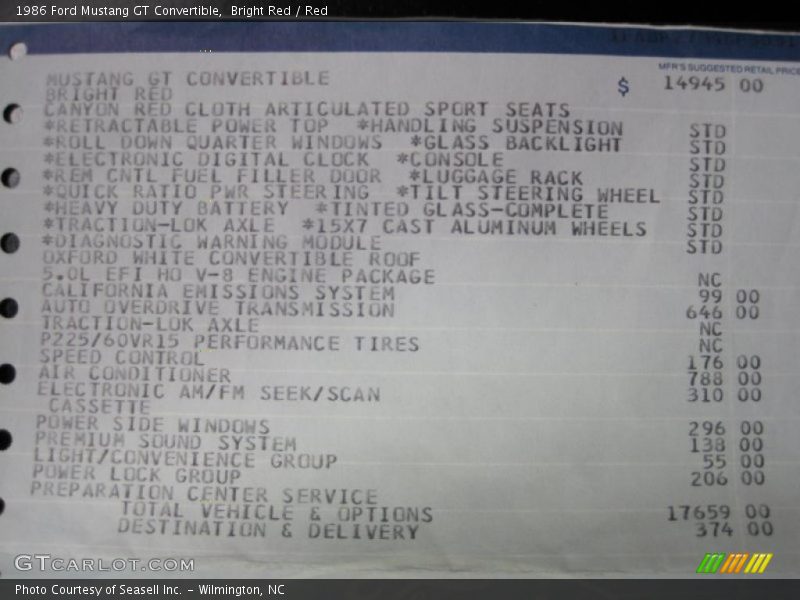 1986 Ford Mustang GT Convertible, Bright Red / Red
MFR'S SUGGESTED RETAIL PRICE
MUSTANG GT CONVERTIBLE $ 14945 00
BRIGHT RED
CANYON RED CLOTH ARTICULATED SPORT SEATS
*RETRACTABLE POWER TOP *HANDLING SUSPENSION STD
*ROLL DOWN QUARTER WINDOWS *GLASS BACKLIGHT STD
*ELECTRONIC DIGITAL CLOCK *CONSOLE STD
*REM CNTL FUEL FILLER DOOR *LUGGAGE RACK STD
*QUICK RATIO PWR STEERING *TILT STEERING WHEEL STD
*HEAVY DUTY BATTERY *TINTED GLASS-COMPLETE STD
*TRACTION-LOK AXLE *15X7 CAST ALUMINUM WHEELS STD
*DIAGNOSTIC WARNING MODULE STD
OXFORD WHITE CONVERTIBLE ROOF
5.0L EFI HO V-8 ENGINE PACKAGE NC
CALIFORNIA EMISSIONS SYSTEM 99 00
AUTO OVERDRIVE TRANSMISSION 646 00
TRACTION-LOK AXLE NC
P225/60VR15 PERFORMANCE TIRES NC
SPEED CONTROL 176 00
AIR CONDITIONER 788 00
ELECTRONIC AM/FM SEEK/SCAN 310 00
CASSETTE
POWER SIDE WINDOWS 296 00
PREMIUM SOUND SYSTEM 138 00
LIGHT/CONVENIENCE GROUP 55 00
POWER LOCK GROUP 206 00
PREPARATION CENTER SERVICE
TOTAL VEHICLE & OPTIONS 17659 00
DESTINATION & DELIVERY 374 00
GTCARLOT.COM
Photo Courtesy of Seasell Inc. - Wilmington, NC